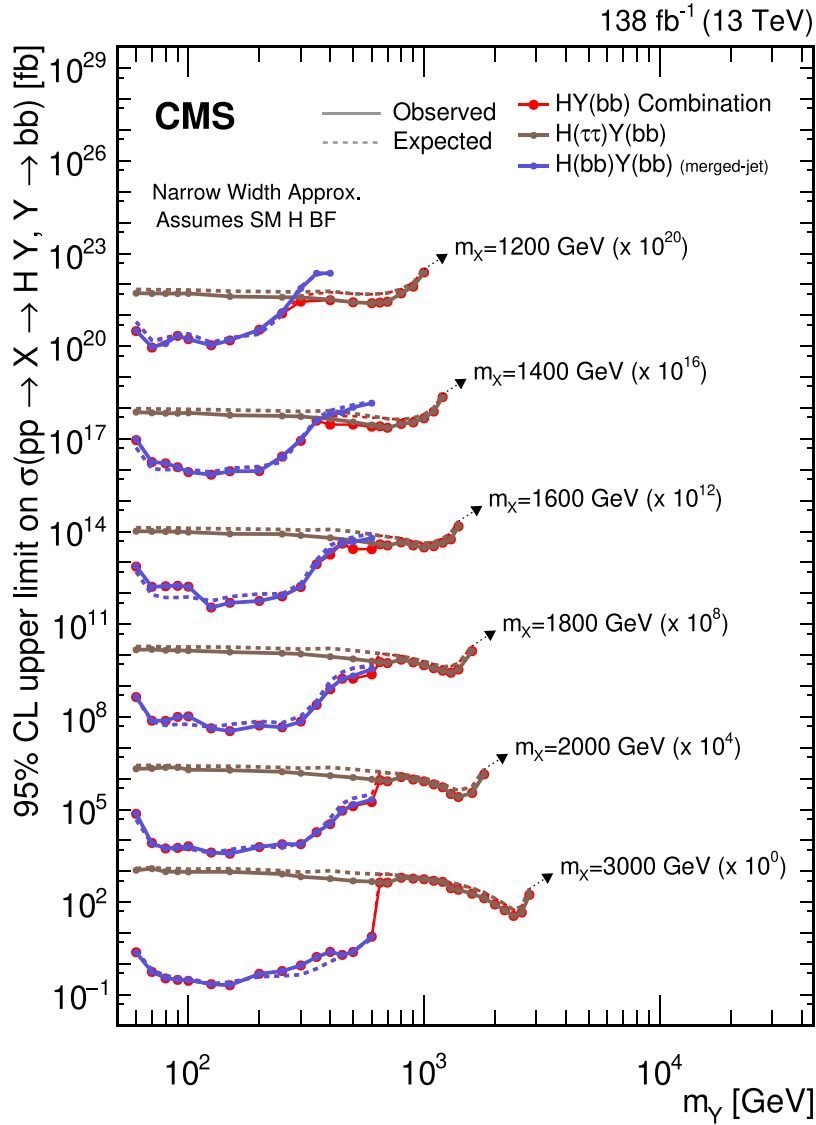 138 fb⁻¹ (13 TeV)
95% CL upper limit on σ(pp → X → H Y, Y → bb) [fb]
10²⁹
10²⁶
10²³
10²⁰
10¹⁷
10¹⁴
10¹¹
10⁸
10⁵
10²
10⁻¹
CMS
Observed
Expected
HY(bb) Combination
H(ττ)Y(bb)
H(bb)Y(bb) (merged-jet)
Narrow Width Approx.
Assumes SM H BF
m_X=1200 GeV (x 10²⁰)
m_X=1400 GeV (x 10¹⁶)
m_X=1600 GeV (x 10¹²)
m_X=1800 GeV (x 10⁸)
m_X=2000 GeV (x 10⁴)
m_X=3000 GeV (x 10⁰)
10²
10³
10⁴
m_Y [GeV]